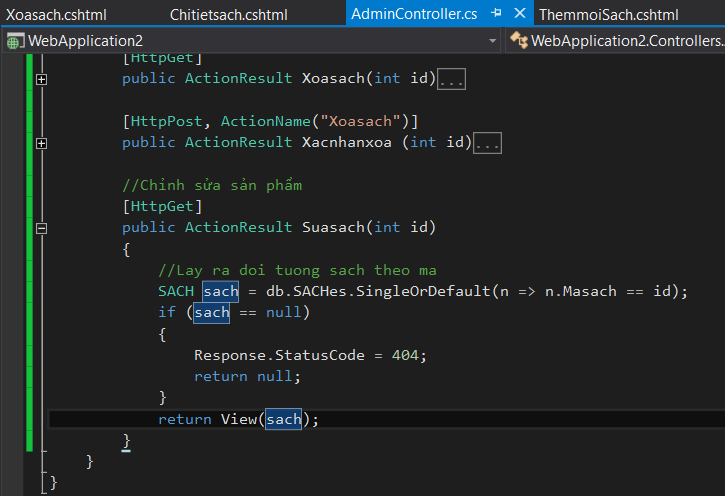 Xoasach.cshtml Chitietsach.cshtml AdminController.cs ThemmoiSach.cshtml
WebApplication2 WebApplication2.Controllers.
[HttpGet]
public ActionResult Xoasach(int id)...
[HttpPost, ActionName("Xoasach")]
public ActionResult Xacnhanxoa (int id)...
//Chỉnh sửa sản phẩm
[HttpGet]
public ActionResult Suasach(int id)
{
//Lay ra doi tuong sach theo ma
SACH sach = db.SACHes.SingleOrDefault(n => n.Masach == id);
if (sach == null)
{
Response.StatusCode = 404;
return null;
}
return View(sach);
}
}
}